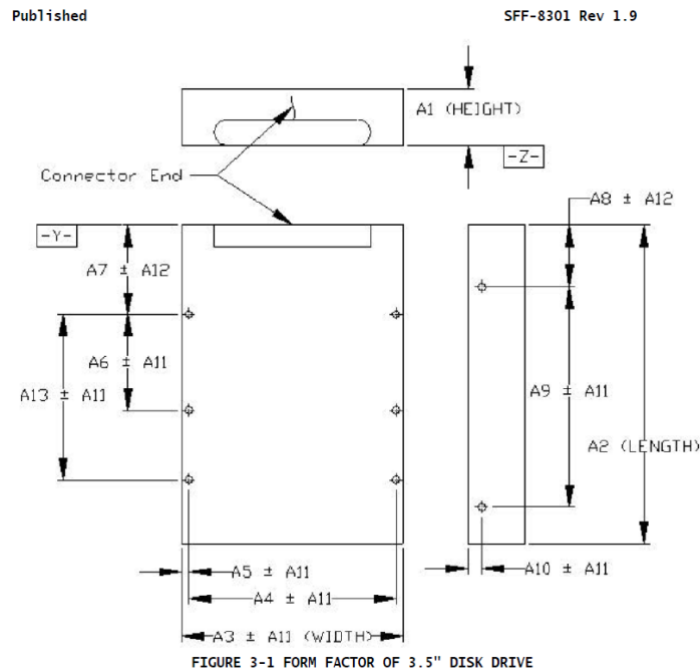 Published SFF-8301 Rev 1.9
A1 (HEIGHT)
-Z-
Connector End
A8 ± A12
-Y-
A7 ± A12
A6 ± A11
A13 ± A11
A9 ± A11
A2 (LENGTH)
A5 ± A11
A10 ± A11
A4 ± A11
A3 ± A11 (WIDTH)
FIGURE 3-1 FORM FACTOR OF 3.5" DISK DRIVE